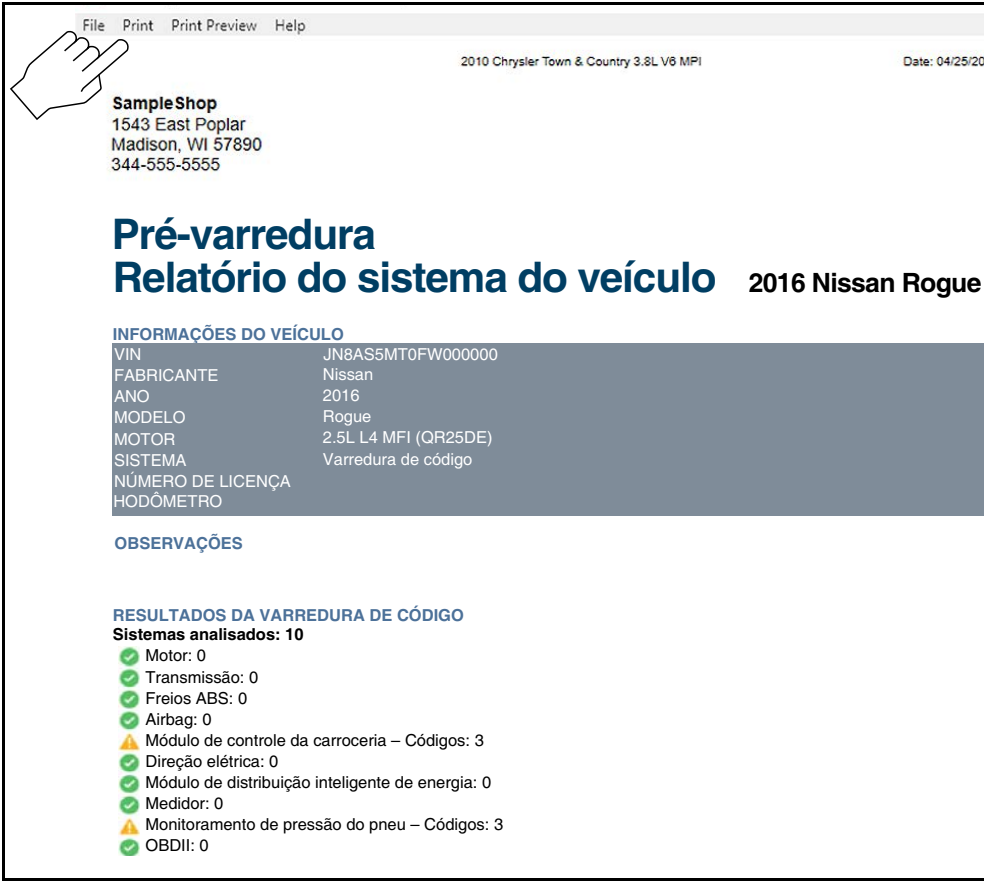 File Print Print Preview Help
2010 Chrysler Town & Country 3.8L V6 MPI Date: 04/25/20
SampleShop
1543 East Poplar
Madison, WI 57890
344-555-5555
Pré-varredura
Relatório do sistema do veículo 2016 Nissan Rogue
INFORMAÇÕES DO VEÍCULO
VIN JN8AS5MT0FW000000
FABRICANTE Nissan
ANO 2016
MODELO Rogue
MOTOR 2.5L L4 MFI (QR25DE)
SISTEMA Varredura de código
NÚMERO DE LICENÇA
HODÔMETRO
OBSERVAÇÕES
RESULTADOS DA VARREDURA DE CÓDIGO
Sistemas analisados: 10
Motor: 0
Transmissão: 0
Freios ABS: 0
Airbag: 0
Módulo de controle da carroceria – Códigos: 3
Direção elétrica: 0
Módulo de distribuição inteligente de energia: 0
Medidor: 0
Monitoramento de pressão do pneu – Códigos: 3
OBDII: 0